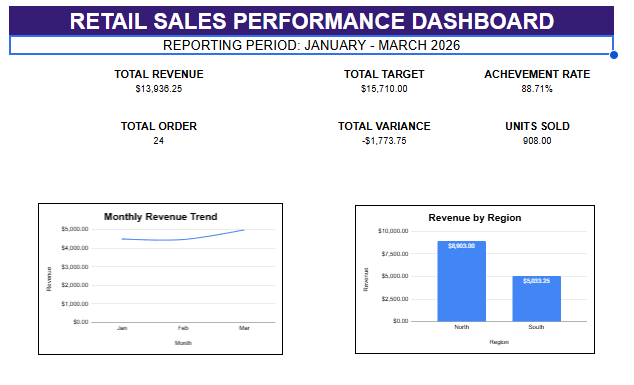 RETAIL SALES PERFORMANCE DASHBOARD
REPORTING PERIOD: JANUARY - MARCH 2026
TOTAL REVENUE TOTAL TARGET ACHEVEMENT RATE
$13,936.25 $15,710.00 88.71%
TOTAL ORDER TOTAL VARIANCE UNITS SOLD
24 -$1,773.75 908.00
Monthly Revenue Trend
$5,000.00
$4,000.00
$3,000.00
$2,000.00
$1,000.00
$0.00
Revenue
Jan Feb Mar
Month
Revenue by Region
$10,000.00
$7,500.00
$5,000.00
$2,500.00
$0.00
Revenue
$8,903.00
$5,033.25
North South
Region